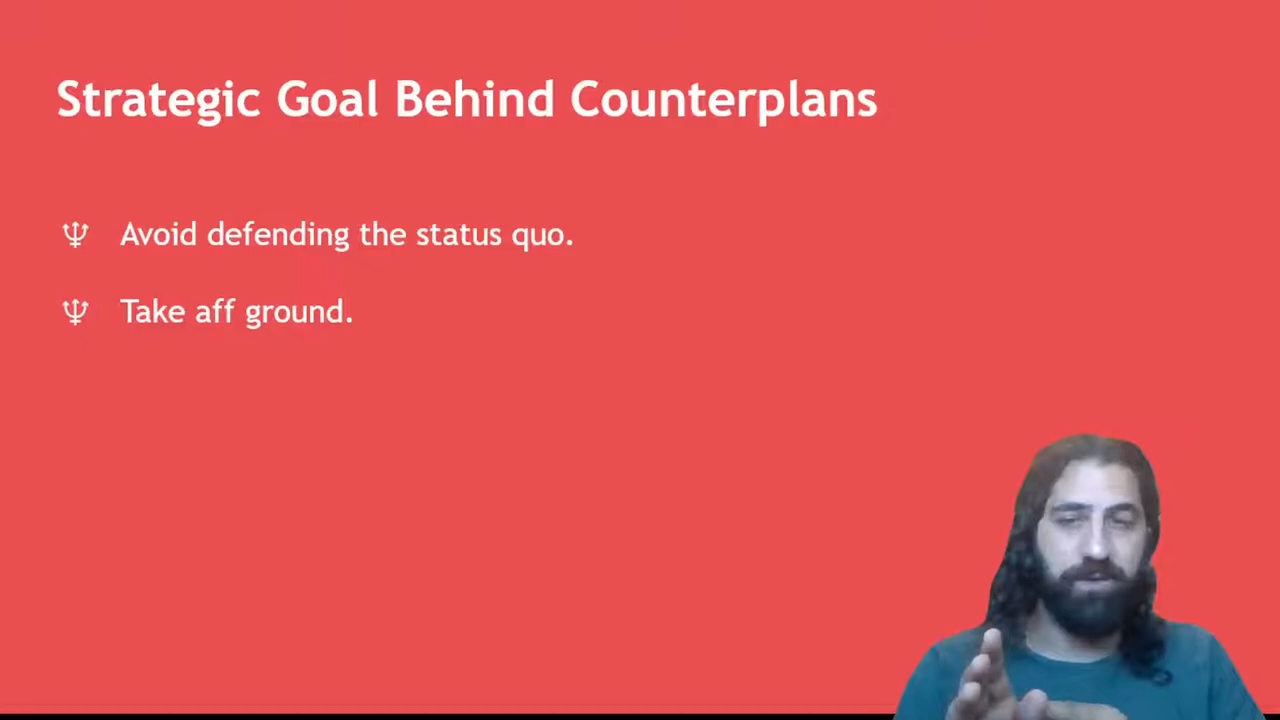 Strategic Goal Behind Counterplans
Avoid defending the status quo.
Take aff ground.